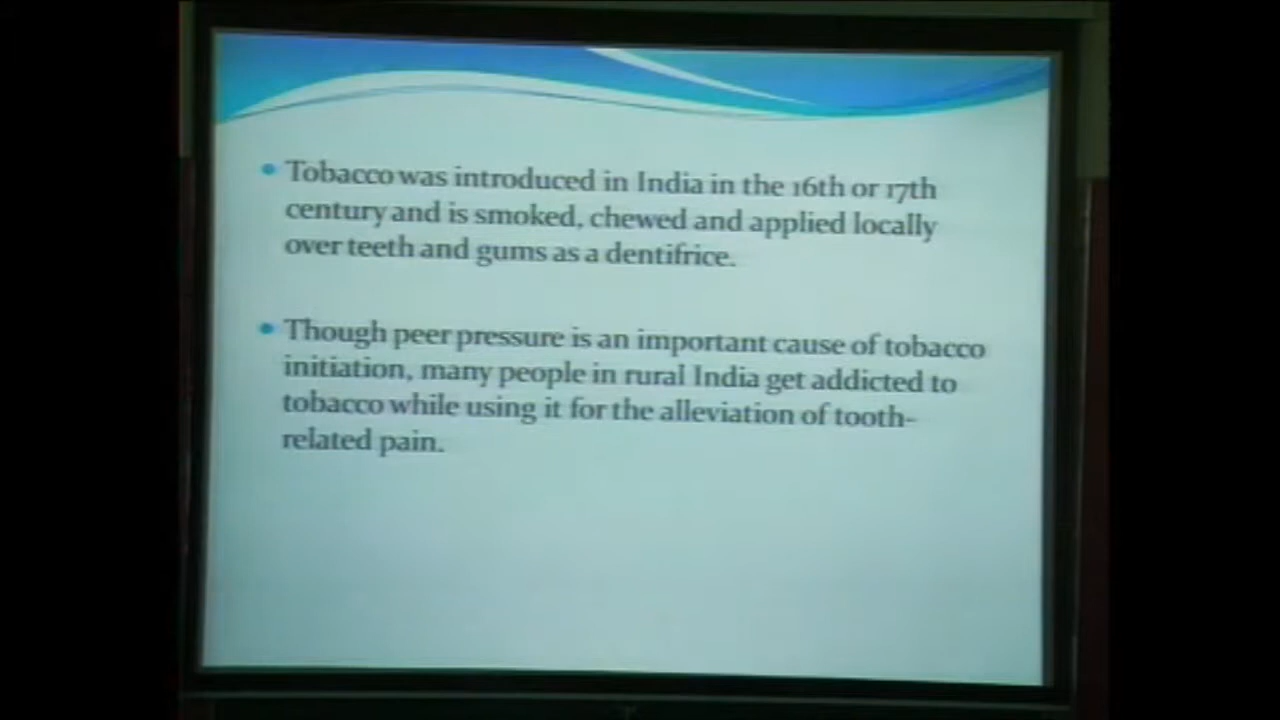 • Tobacco was introduced in India in the 16th or 17th
century and is smoked, chewed and applied locally
over teeth and gums as a dentifrice.
• Though peer pressure is an important cause of tobacco
initiation, many people in rural India get addicted to
tobacco while using it for the alleviation of tooth-
related pain.